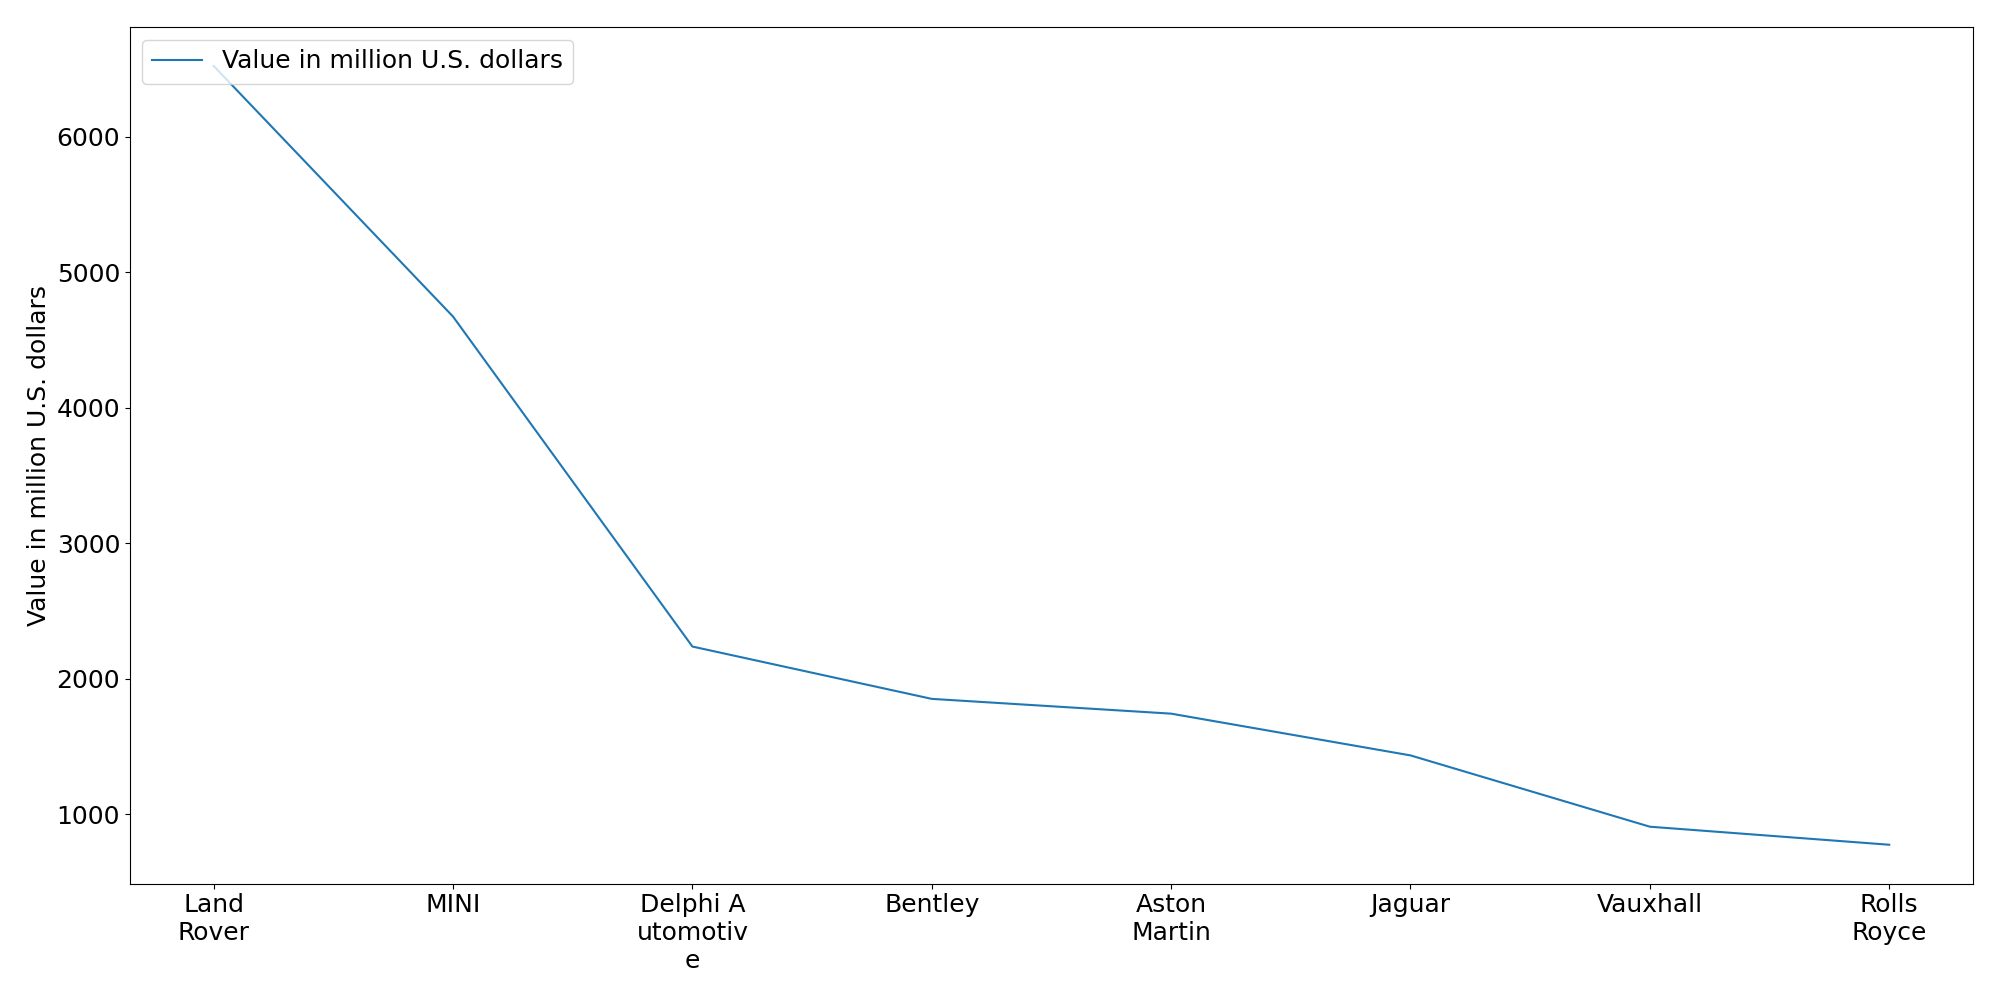 Value in million U.S. dollars
Value in million U.S. dollars
6000
5000
4000
3000
2000
1000
Land
Rover
MINI
Delphi A
utomotiv
e
Bentley
Aston
Martin
Jaguar
Vauxhall
Rolls
Royce